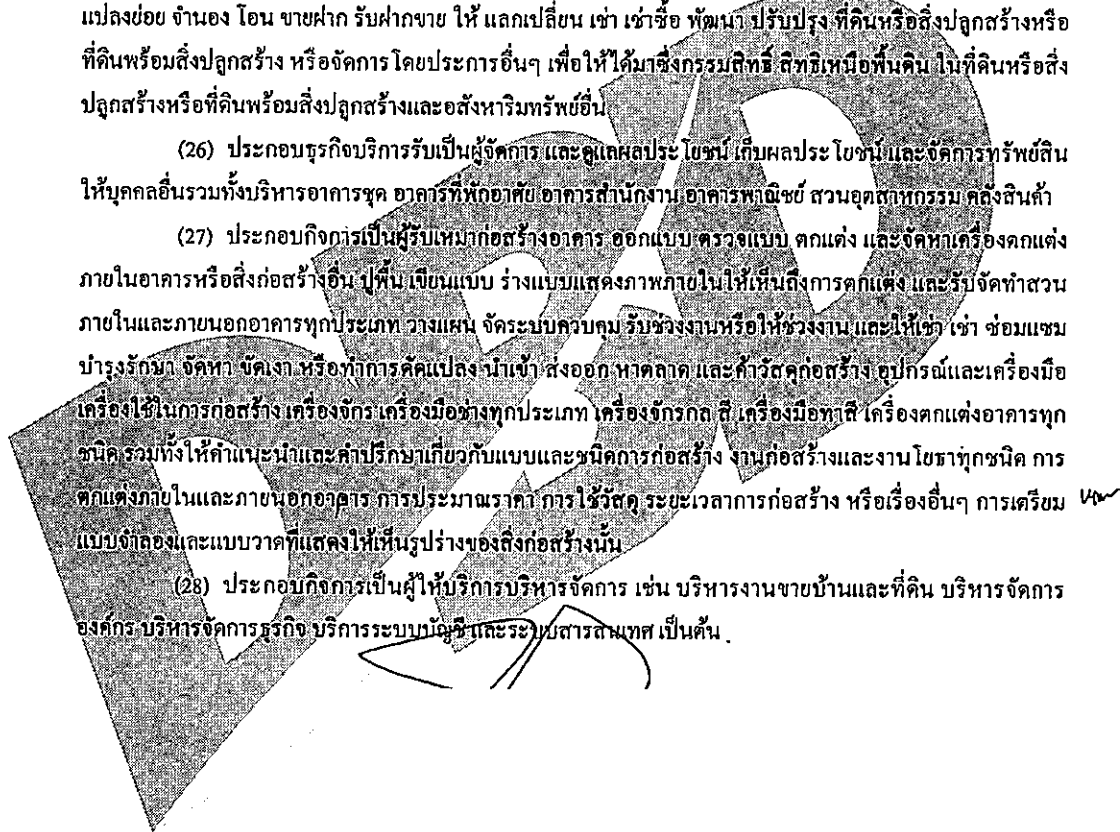 แปลงย่อย จำนอง โอน ขายฝาก รับฝากขาย ให้ แลกเปลี่ยน เช่า เช่าซื้อ พัฒนา ปรับปรุง ที่ดินหรือสิ่งปลูกสร้างหรือ
ที่ดินพร้อมสิ่งปลูกสร้าง หรือจัดการโดยประการอื่นๆ เพื่อให้ได้มาซึ่งกรรมสิทธิ์ สิทธิเหนือพื้นดิน ในที่ดินหรือสิ่ง
ปลูกสร้างหรือที่ดินพร้อมสิ่งปลูกสร้างและอสังหาริมทรัพย์อื่น
(26) ประกอบธุรกิจบริการรับเป็นผู้จัดการ และดูแลผลประโยชน์ เก็บผลประโยชน์ และจัดการทรัพย์สิน
ให้บุคคลอื่นรวมทั้งบริหารอาคารชุด อาคารที่พักอาศัย อาคารสำนักงาน อาคารพาณิชย์ สวนอุตสาหกรรม คลังสินค้า
(27) ประกอบกิจการเป็นผู้รับเหมาก่อสร้างอาคาร ออกแบบ ตรวจแบบ ตกแต่ง และจัดหาเครื่องตกแต่ง
ภายในอาคารหรือสิ่งก่อสร้างอื่น ปูพื้น เขียนแบบ ร่างแบบแสดงภาพภายในให้เห็นถึงการตกแต่ง และรับจัดทำสวน
ภายในและภายนอกอาคารทุกประเภท วางแผน จัดระบบควบคุม รับช่วงงานหรือให้ช่วงงาน และให้เช่า เช่า ซ่อมแซม
บำรุงรักษา จัดหา ขัดเงา หรือทำการดัดแปลง นำเข้า ส่งออก หาตลาด และค้าวัสดุก่อสร้าง อุปกรณ์และเครื่องมือ
เครื่องใช้ในการก่อสร้าง เครื่องจักร เครื่องมือช่างทุกประเภท เครื่องจักรกล สี เครื่องมือทาสี เครื่องตกแต่งอาคารทุก
ชนิด รวมทั้งให้คำแนะนำและคำปรึกษาเกี่ยวกับแบบและชนิดการก่อสร้าง งานก่อสร้างและงานโยธาทุกชนิด การ
ตกแต่งภายในและภายนอกอาคาร การประมาณราคา การใช้วัสดุ ระยะเวลาการก่อสร้าง หรือเรื่องอื่นๆ การเตรียม
แบบจำลองและแบบวาดที่แสดงให้เห็นรูปร่างของสิ่งก่อสร้างนั้น
(28) ประกอบกิจการเป็นผู้ให้บริการบริหารจัดการ เช่น บริหารงานขายบ้านและที่ดิน บริหารจัดการ
องค์กร บริหารจัดการธุรกิจ บริการระบบบัญชี และระบบสารสนเทศ เป็นต้น .
DBD